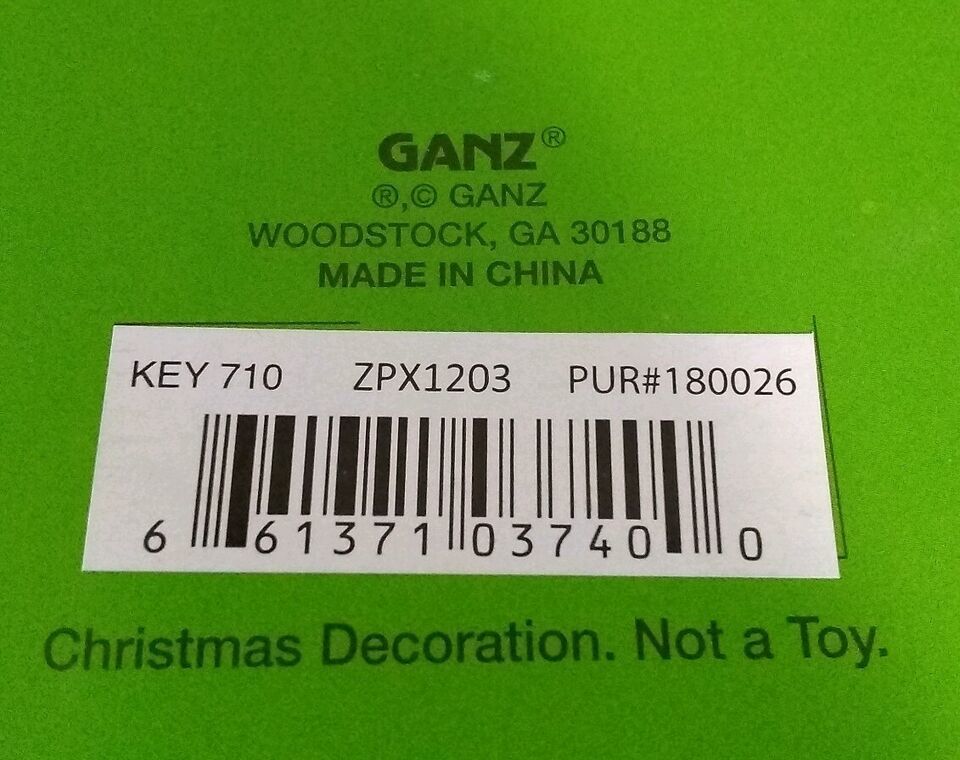 GANZ®
®,© GANZ
WOODSTOCK, GA 30188
MADE IN CHINA
KEY 710 ZPX1203 PUR#180026
6 61371 03740 0
Christmas Decoration. Not a Toy.